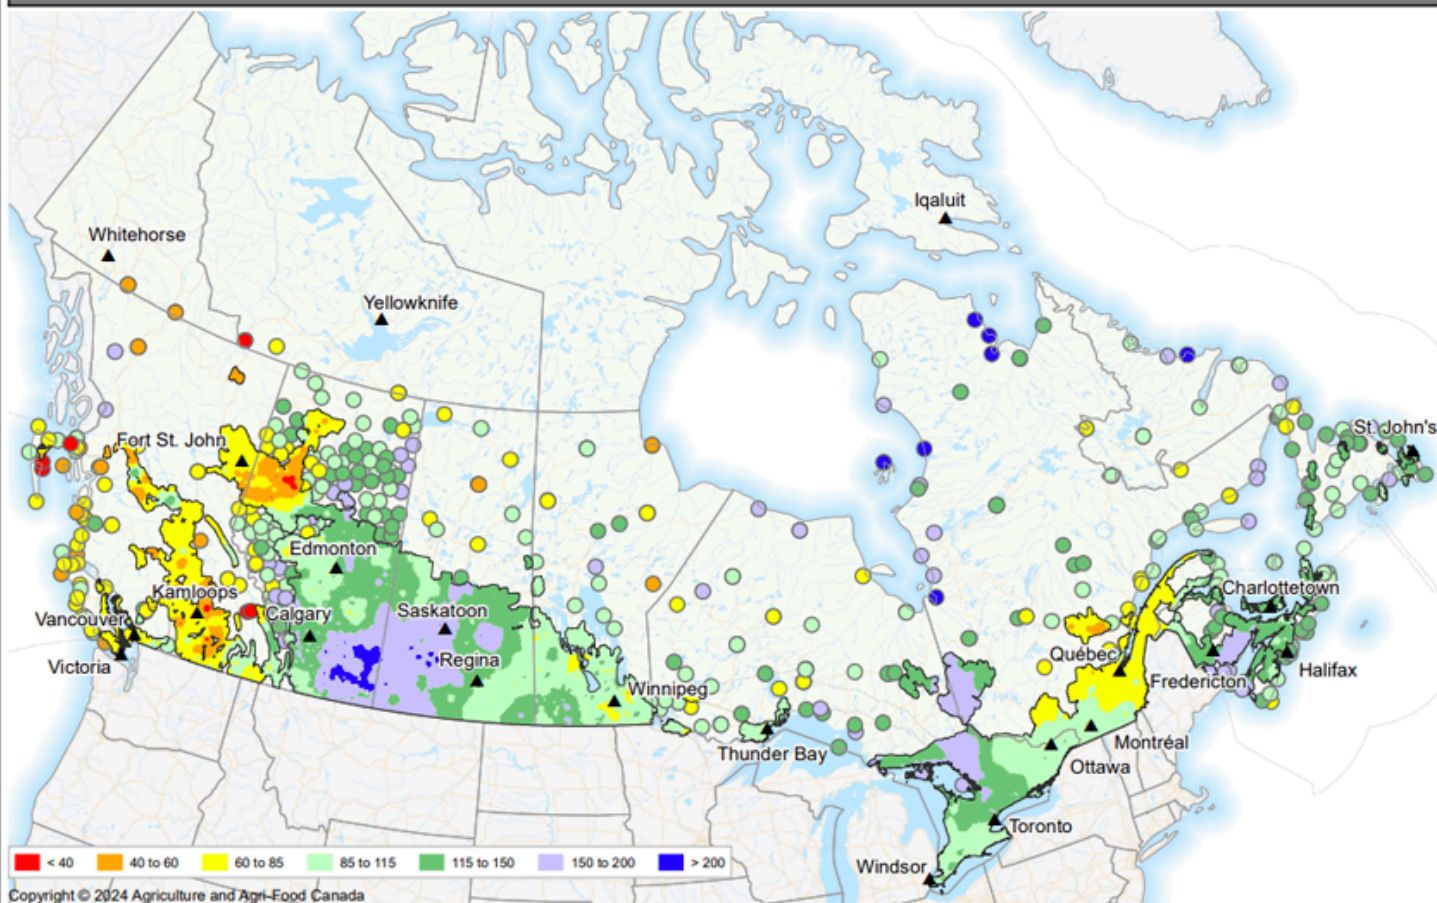 Iqaluit
Whitehorse
Yellowknife
St. John's
Fort St. John
Edmonton
Kamloops
Charlottetown
Vancouver
Calgary
Saskatoon
Victoria
Regina
Québec
Fredericton
Halifax
Winnipeg
Thunder Bay
Montréal
Ottawa
Toronto
Windsor
< 40
40 to 60
60 to 85
85 to 115
115 to 150
150 to 200
> 200
Copyright © 2024 Agriculture and Agri-Food Canada